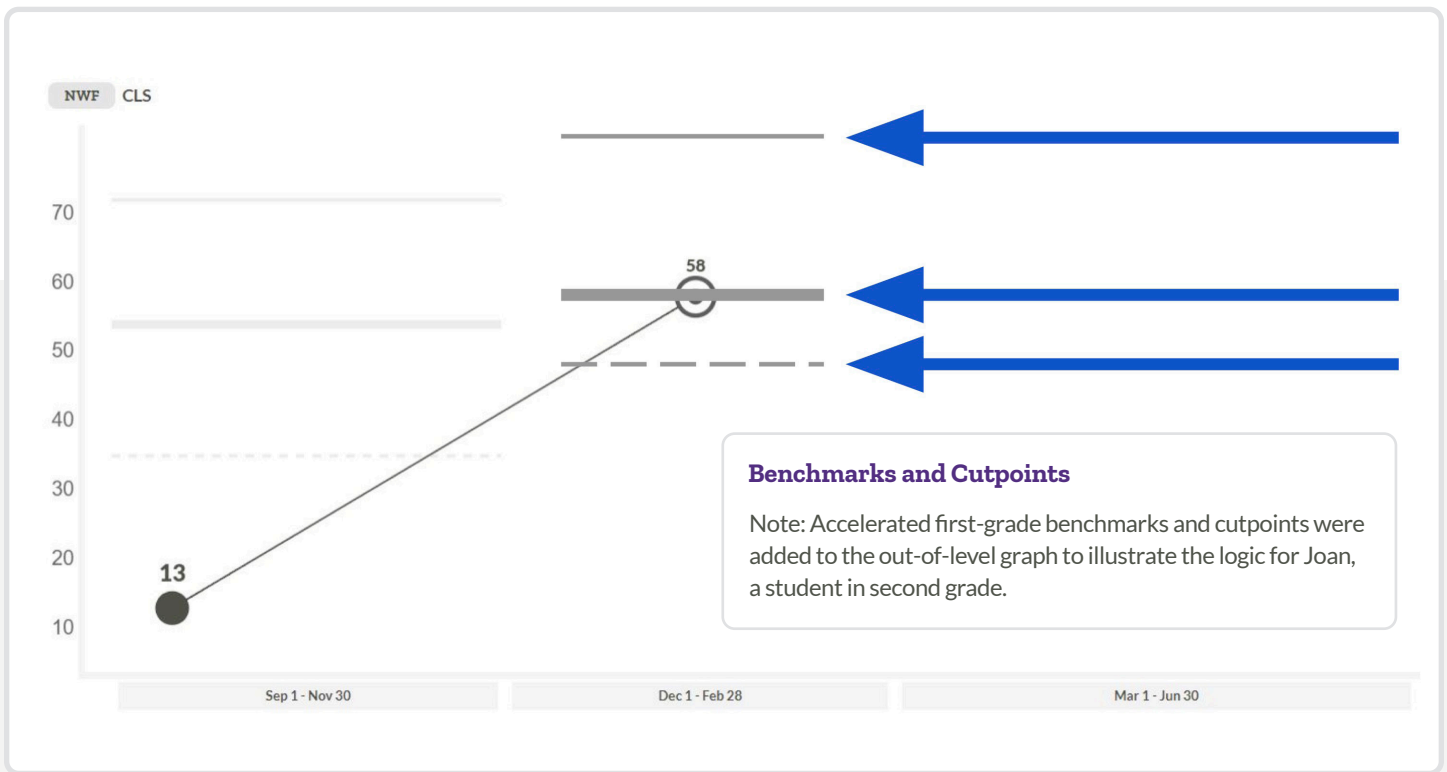 NWF CLS
70
60
58
50
40
30
20
13
10
Benchmarks and Cutpoints
Note: Accelerated first-grade benchmarks and cutpoints were
added to the out-of-level graph to illustrate the logic for Joan,
a student in second grade.
Sep 1 - Nov 30
Dec 1 - Feb 28
Mar 1 - Jun 30